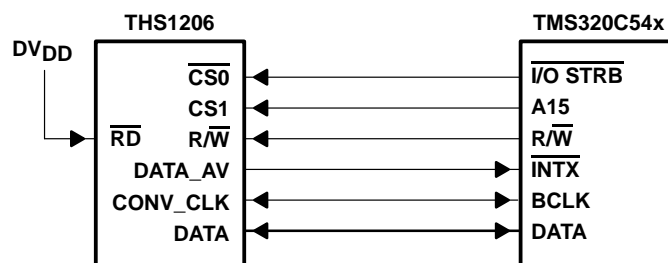 THS1206 TMS320C54x
DVDD
CS0 I/O STRB
CS1 A15
RD R/W R/W
DATA_AV INTX
CONV_CLK BCLK
DATA DATA